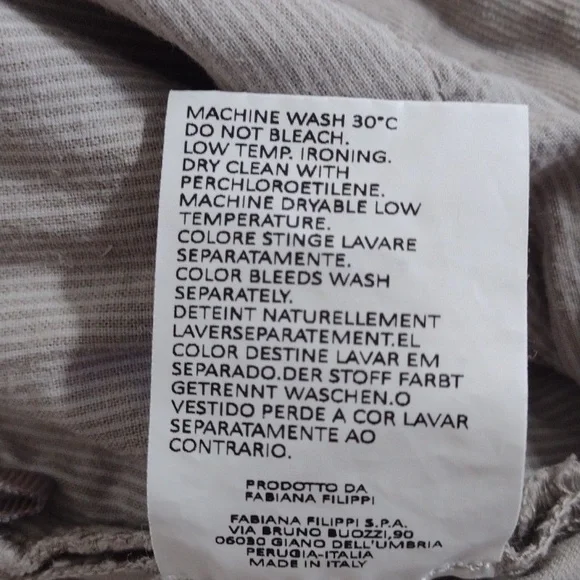 MACHINE WASH 30°C
DO NOT BLEACH.
LOW TEMP. IRONING.
DRY CLEAN WITH
PERCHLOROETILENE.
MACHINE DRYABLE LOW
TEMPERATURE.
COLORE STINGE LAVARE
SEPARATAMENTE.
COLOR BLEEDS WASH
SEPARATELY.
DETEINT NATURELLEMENT
LAVERSEPARATEMENT.EL
COLOR DESTINE LAVAR EM
SEPARADO.DER STOFF FARBT
GETRENNT WASCHEN.O
VESTIDO PERDE A COR LAVAR
SEPARATAMENTE AO
CONTRARIO.
PRODOTTO DA
FABIANA FILIPPI
FABIANA FILIPPI S.P.A.
VIA BRUNO BUOZZI,90
06030 GIANO DELL'UMBRIA
PERUGIA-ITALIA
MADE IN ITALY